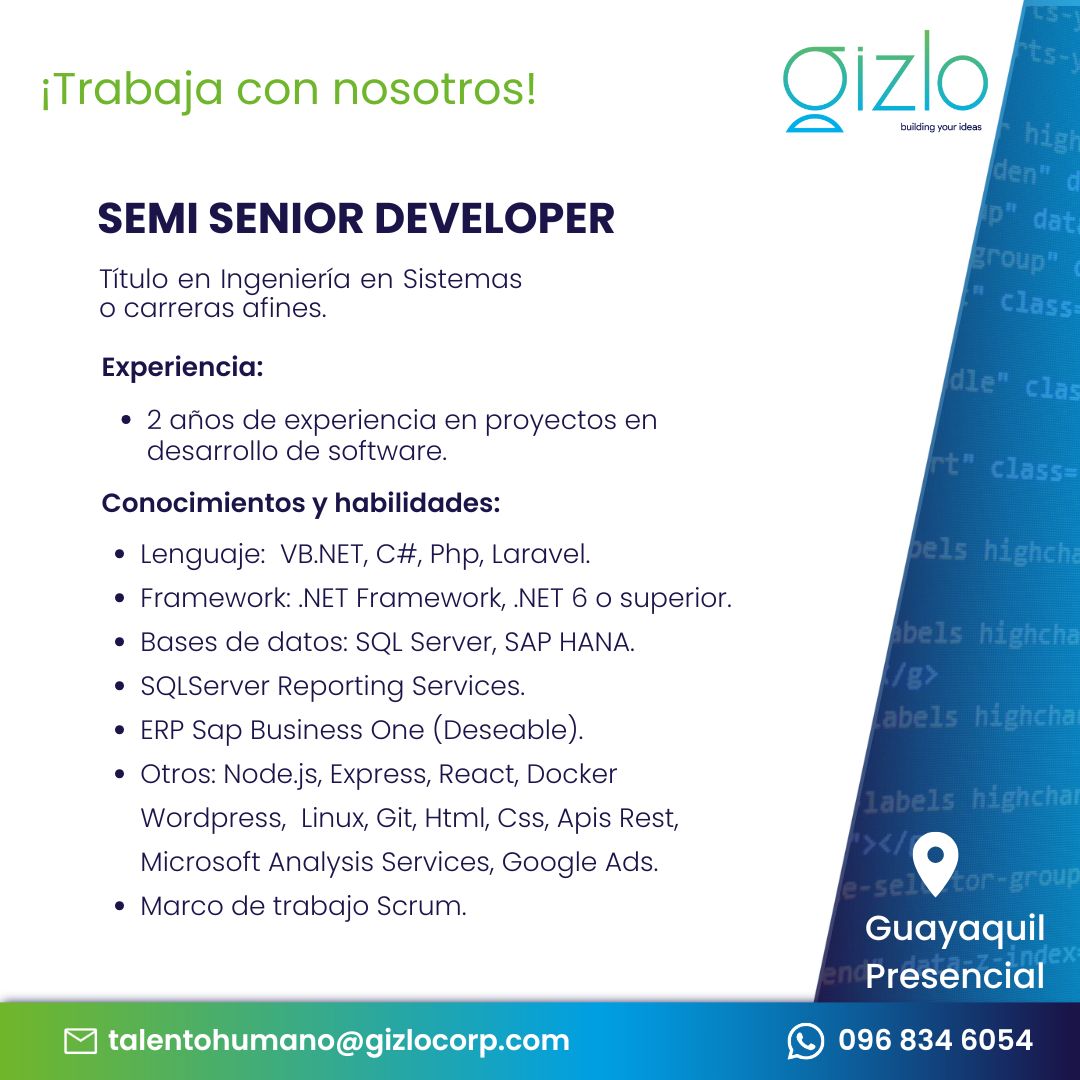 ¡Trabaja con nosotros!
gizlo
building your ideas
SEMI SENIOR DEVELOPER
Título en Ingeniería en Sistemas
o carreras afines.
Experiencia:
• 2 años de experiencia en proyectos en
desarrollo de software.
Conocimientos y habilidades:
• Lenguaje: VB.NET, C#, Php, Laravel.
• Framework: .NET Framework, .NET 6 o superior.
• Bases de datos: SQL Server, SAP HANA.
• SQLServer Reporting Services.
• ERP Sap Business One (Deseable).
• Otros: Node.js, Express, React, Docker
Wordpress, Linux, Git, Html, Css, Apis Rest,
Microsoft Analysis Services, Google Ads.
• Marco de trabajo Scrum.
Guayaquil
Presencial
talentohumano@gizlocorp.com
096 834 6054